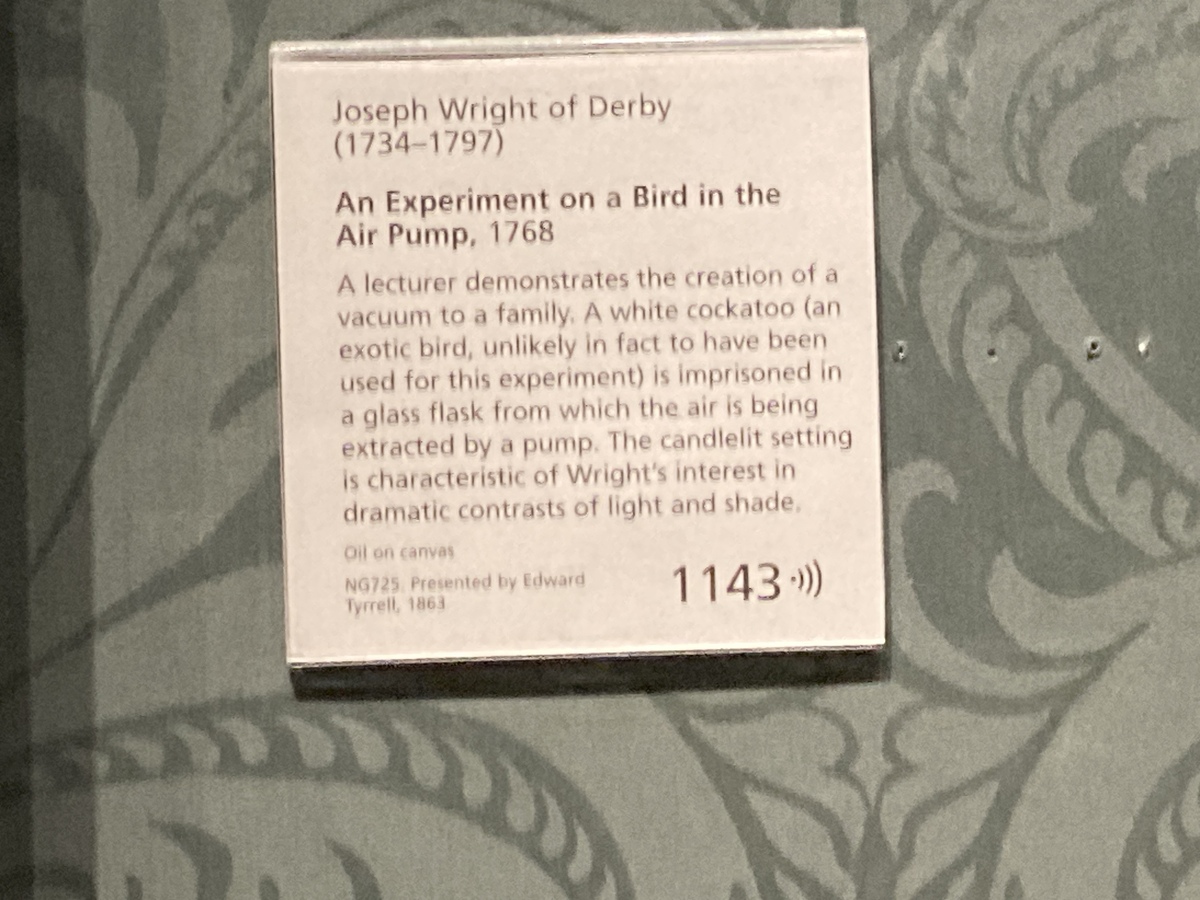 Joseph Wright of Derby
(1734–1797)
An Experiment on a Bird in the
Air Pump, 1768
A lecturer demonstrates the creation of a
vacuum to a family. A white cockatoo (an
exotic bird, unlikely in fact to have been
used for this experiment) is imprisoned in
a glass flask from which the air is being
extracted by a pump. The candlelit setting
is characteristic of Wright's interest in
dramatic contrasts of light and shade.
Oil on canvas
NG725. Presented by Edward
Tyrrell, 1863
1143